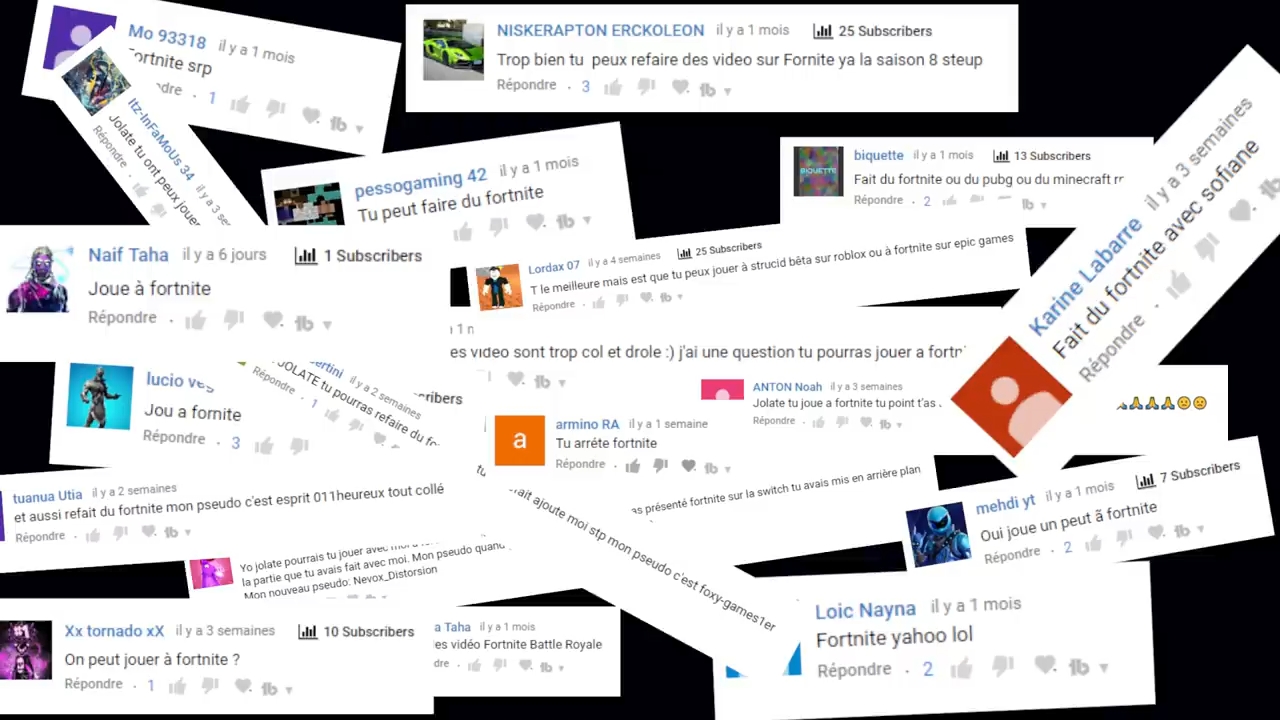 Mo 93318 il y a 1 mois
Fortnite srp
1
NISKERAPTON ERCKOLEON il y a 1 mois 25 Subscribers
Trop bien tu peux refaire des video sur Fornite ya la saison 8 steup
Répondre · 3
Itz-InFaMoUs 34 il y a 3
Jolate tu ont peux
Répondre ·
pessogaming 42 il y a 1 mois
Tu peut faire du fortnite
biquette il y a 1 mois 13 Subscribers
Fait du fortnite ou du pubg ou du minecraft
Répondre · 2
Karine Labarre il y a 3 semaines
Fait du fortnite avec sofiane
Répondre ·
Naif Taha il y a 6 jours 1 Subscribers
Joue à fortnite
Répondre ·
Lordax 07 il y a 4 semaines 25 Subscribers
T le meilleure mais est que tu peux jouer à strucid bêta sur roblox ou à fortnite sur epic games
Répondre ·
es video sont trop col et drole :) j'ai une question tu pourras jouer a
lucio
Jou a fornite
Répondre · 3
il y a 2 semaines
JOLATE tu pourras refaire du
Répondre · 1
ANTON Noah il y a 3 semaines
Jolate tu joue a fortnite tu point
Répondre ·
armino RA il y a 1 semaine
Tu arréte fortnite
Répondre ·
tuanua Utia il y a 2 semaines
et aussi refait du fortnite mon pseudo c'est esprit 011heureux tout collé
Répondre ·
présenté fortnite sur la switch tu avais mis en arrière plan
ajoute moi stp mon pseudo c'est foxy-games1er
mehdi yt il y a 1 mois 7 Subscribers
Oui joue un peut ã fortnite
Répondre · 2
Yo jolate pourrais tu jouer avec
la partie que tu avais fait avec moi. Mon pseudo quand
Mon nouveau pseudo: Nevox_Distorsion
Xx tornado xX il y a 3 semaines 10 Subscribers
On peut jouer à fortnite ?
Répondre · 1
a Taha il y a 1 mois
es vidéo Fortnite Battle Royale
Loic Nayna il y a 1 mois
Fortnite yahoo lol
Répondre · 2